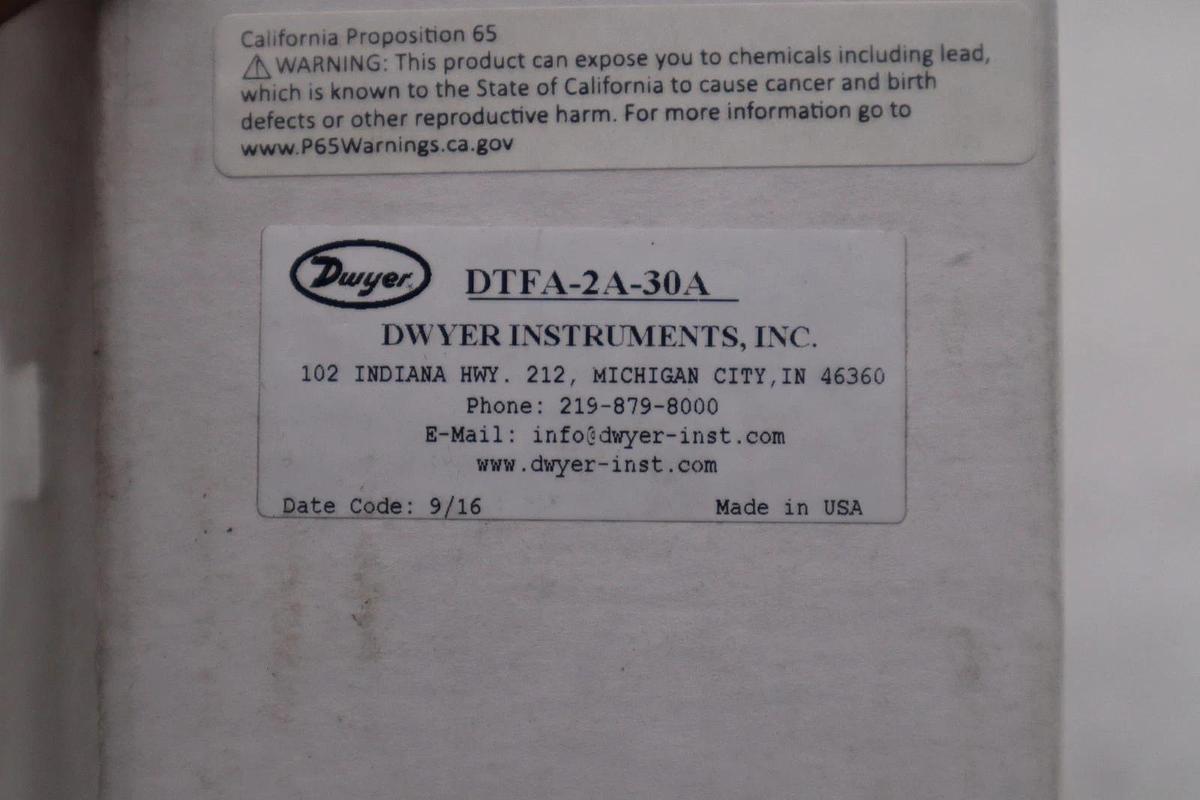 California Proposition 65
⚠ WARNING: This product can expose you to chemicals including lead,
which is known to the State of California to cause cancer and birth
defects or other reproductive harm. For more information go to
www.P65Warnings.ca.gov
Dwyer DTFA-2A-30A
DWYER INSTRUMENTS, INC.
102 INDIANA HWY. 212, MICHIGAN CITY,IN 46360
Phone: 219-879-8000
E-Mail: info@dwyer-inst.com
www.dwyer-inst.com
Date Code: 9/16 Made in USA